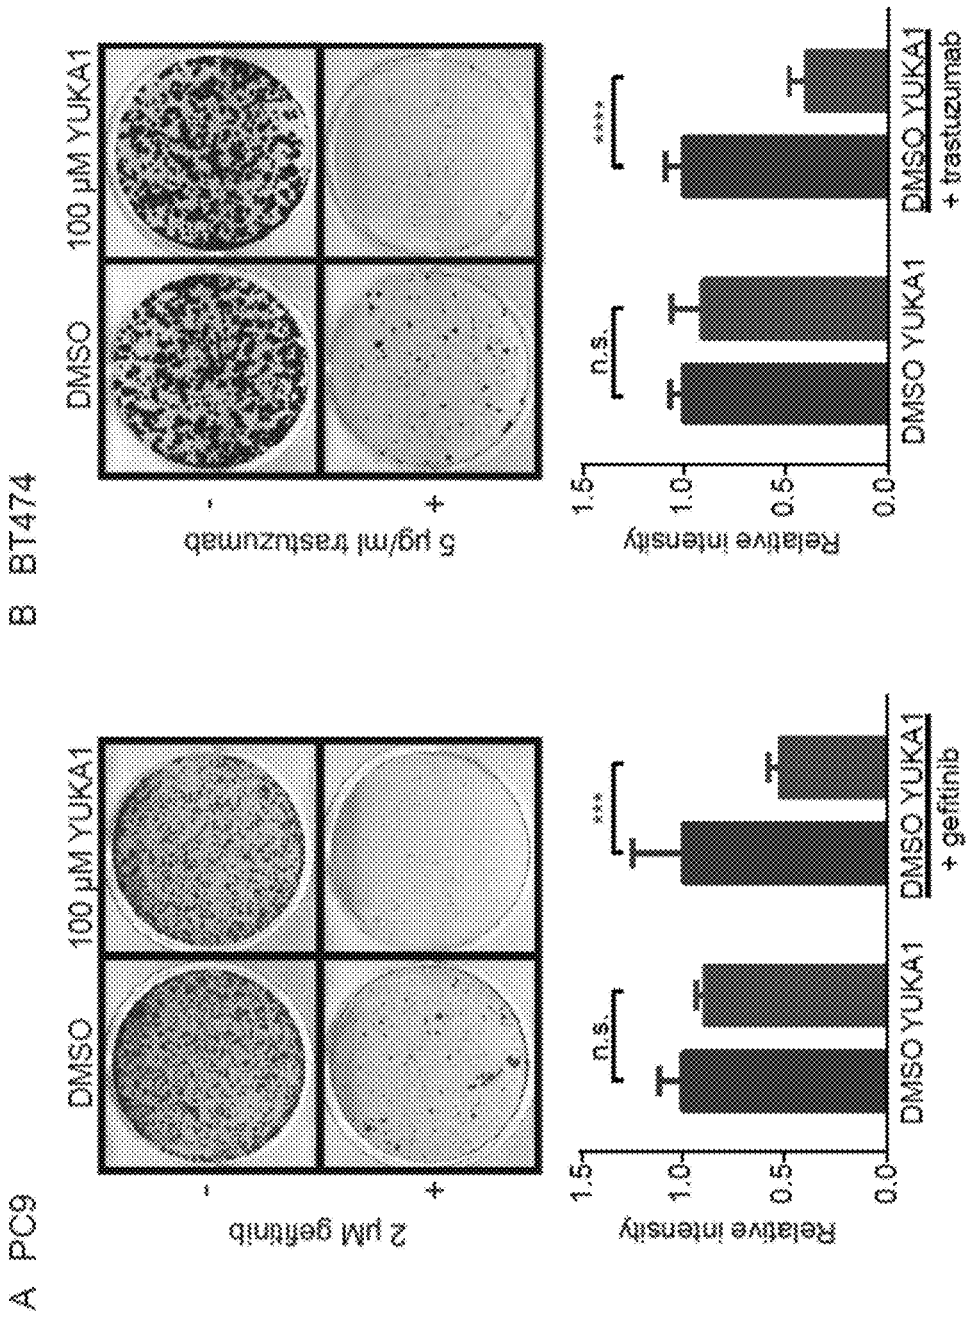 A PC9
DMSO
100 µM YUKA1
2 µM gefitinib
-
+
Relative intensity
1.5
1.0
0.5
0.0
n.s.
***
DMSO YUKA1
DMSO YUKA1
+ gefitinib
B BT474
DMSO
100 µM YUKA1
5 µg/ml trastuzumab
-
+
Relative intensity
1.5
1.0
0.5
0.0
n.s.
****
DMSO YUKA1
DMSO YUKA1
+ trastuzumab